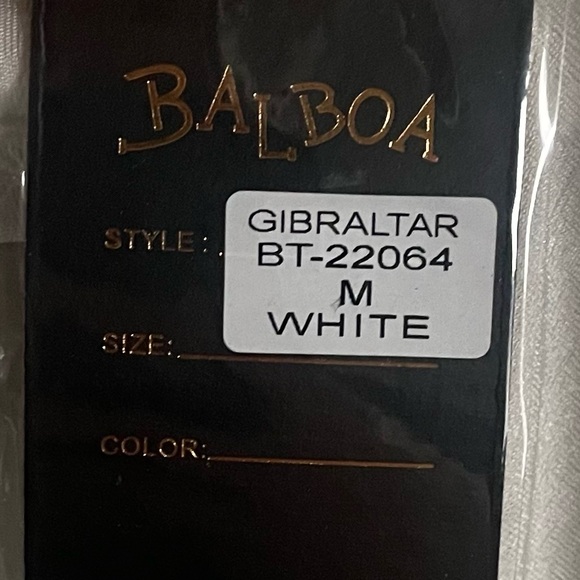 BALBOA
STYLE: GIBRALTAR
BT-22064
M
SIZE:
WHITE
COLOR: